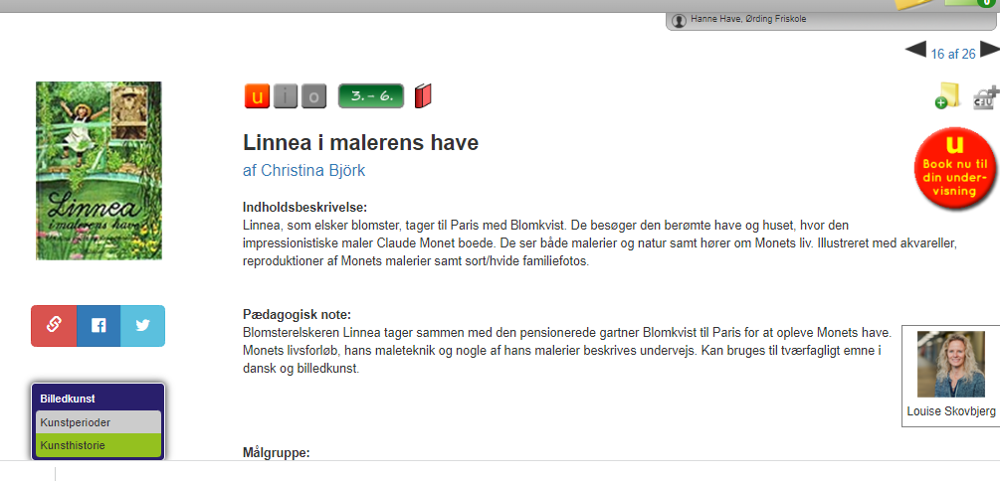 0
Hanne Have, Ørding Friskole
16 af 26
u i o 3.-6.
CFU
Linnea i malerens have
af Christina Björk
u
Book nu til
din under-
visning
Linnea
i malerens have
Indholdsbeskrivelse:
Linnea, som elsker blomster, tager til Paris med Blomkvist. De besøger den berømte have og huset, hvor den
impressionistiske maler Claude Monet boede. De ser både malerier og natur samt hører om Monets liv. Illustreret med akvareller,
reproduktioner af Monets malerier samt sort/hvide familiefotos.
Pædagogisk note:
Blomsterelskeren Linnea tager sammen med den pensionerede gartner Blomkvist til Paris for at opleve Monets have.
Monets livsforløb, hans maleteknik og nogle af hans malerier beskrives undervejs. Kan bruges til tværfagligt emne i
dansk og billedkunst.
Louise Skovbjerg
Billedkunst
Kunstperioder
Kunsthistorie
Målgruppe: